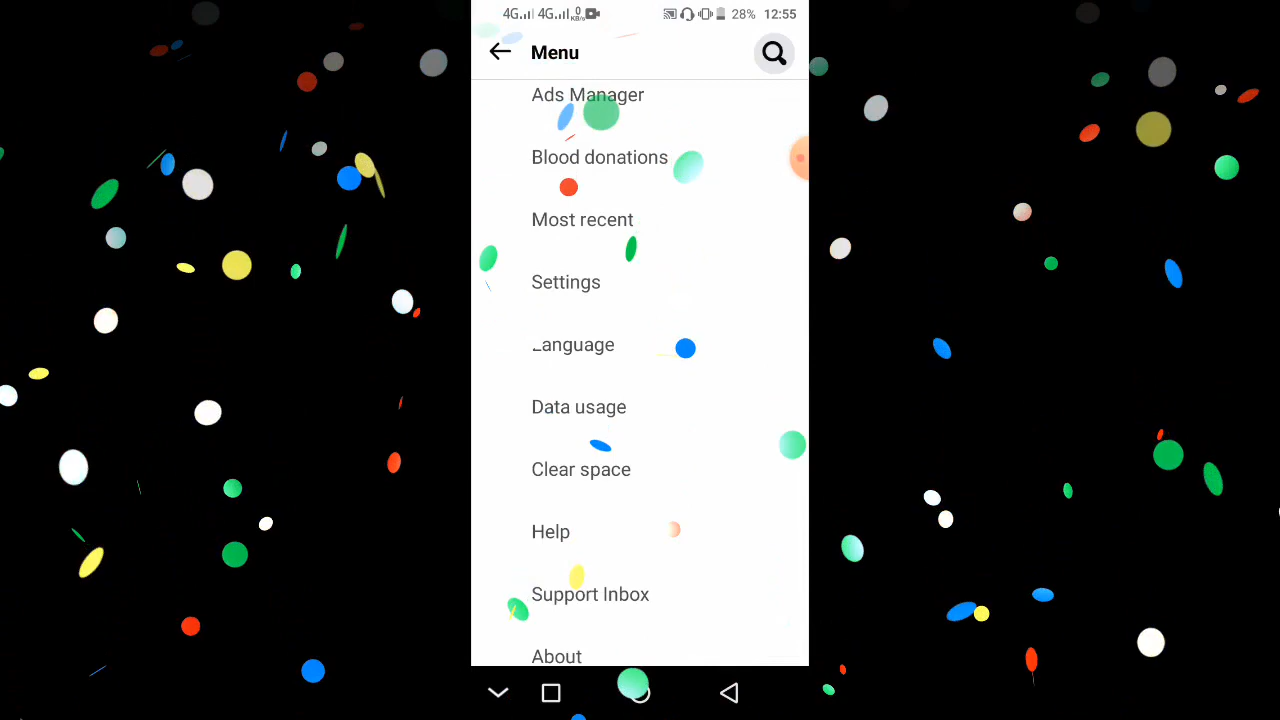 4G 4G 0 KB/s 28% 12:55
Menu
Ads Manager
Blood donations
Most recent
Settings
Language
Data usage
Clear space
Help
Support Inbox
About